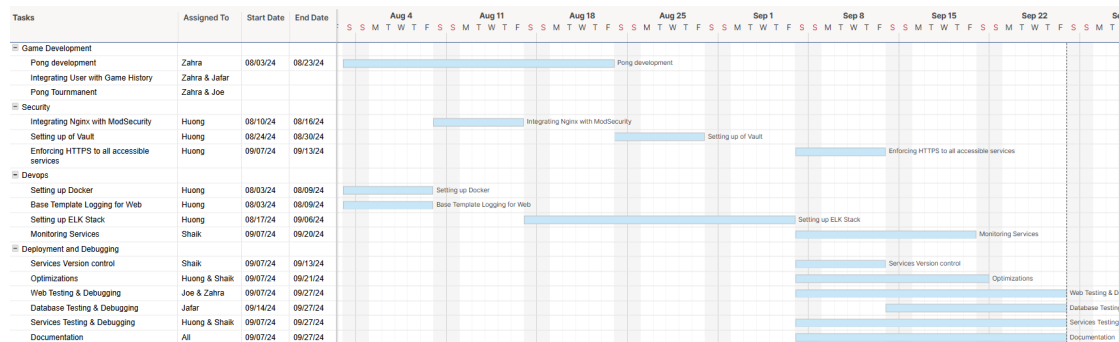 Tasks Assigned To Start Date End Date Aug 4 Aug 11 Aug 18 Aug 25 Sep 1 Sep 8 Sep 15 Sep 22
F S S M T W T F S S M T W T F S S M T W T F S S M T W T F S S M T W T F S S M T W T F S S M T W T F S S M T W T F S S M T
Game Development
Pong development Zahra 08/03/24 08/23/24 Pong development
Integrating User with Game History Zahra & Jafar
Pong Tournmanent Zahra & Joe
Security
Integrating Nginx with ModSecurity Huong 08/10/24 08/16/24 Integrating Nginx with ModSecurity
Setting up of Vault Huong 08/24/24 08/30/24 Setting up of Vault
Enforcing HTTPS to all accessible Huong 09/07/24 09/13/24 Enforcing HTTPS to all accessible services
services
Devops
Setting up Docker Huong 08/03/24 08/09/24 Setting up Docker
Base Template Logging for Web Huong 08/03/24 08/09/24 Base Template Logging for Web
Setting up ELK Stack Huong 08/17/24 09/06/24 Setting up ELK Stack
Monitoring Services Shaik 09/07/24 09/20/24 Monitoring Services
Deployment and Debugging
Services Version control Shaik 09/07/24 09/13/24 Services Version control
Optimizations Huong & Shaik 09/07/24 09/21/24 Optimizations
Web Testing & Debugging Joe & Zahra 09/07/24 09/27/24 Web Testing & D
Database Testing & Debugging Jafar 09/14/24 09/27/24 Database Testing
Services Testing & Debugging Huong & Shaik 09/07/24 09/27/24 Services Testing
Documentation All 09/07/24 09/27/24 Documentation